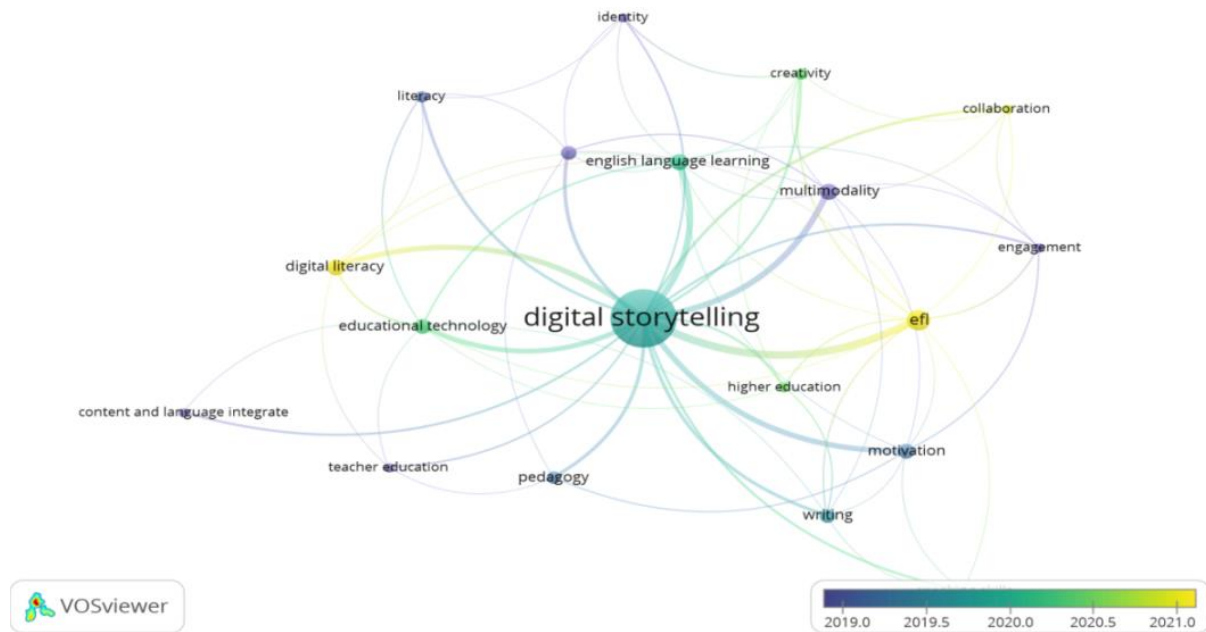 identity
creativity
literacy
collaboration
english language learning
multimodality
engagement
digital literacy
digital storytelling
efl
educational technology
higher education
content and language integrate
motivation
teacher education
pedagogy
writing
VOSviewer
2019.0 2019.5 2020.0 2020.5 2021.0